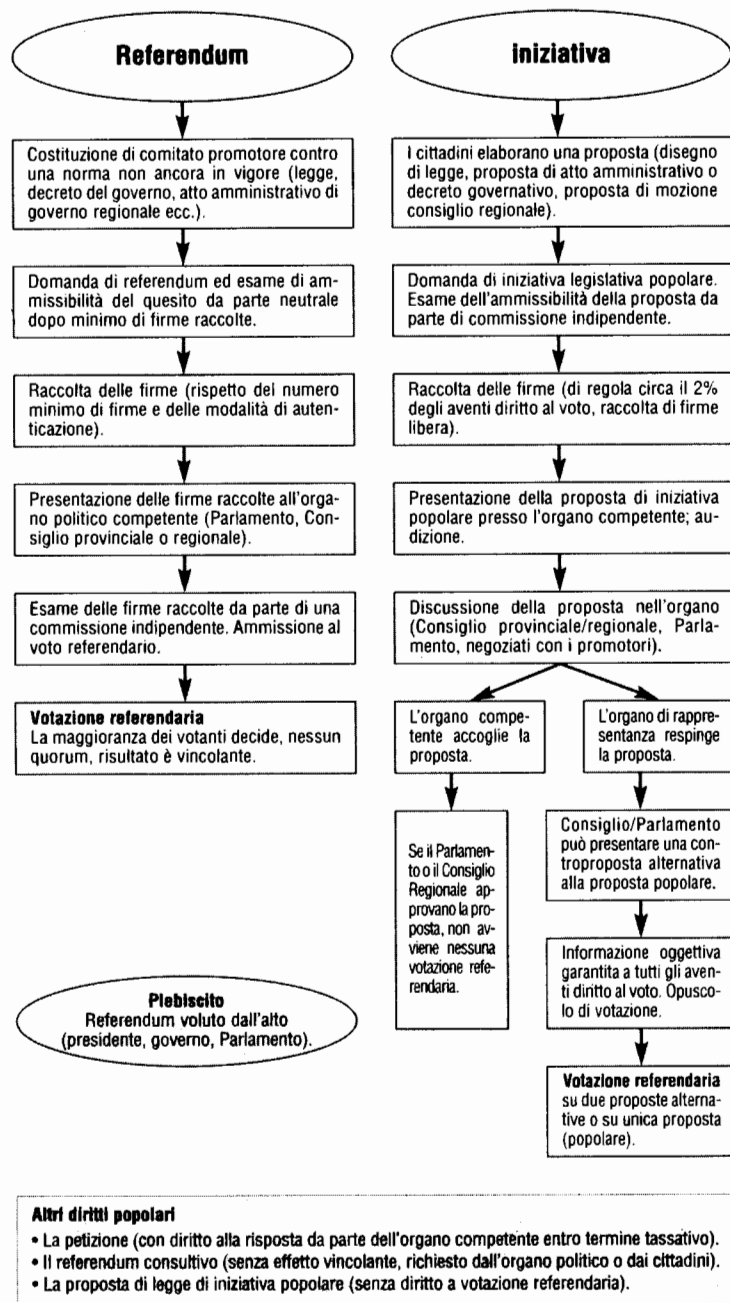 Referendum
Costituzione di comitato promotore contro
una norma non ancora in vigore (legge,
decreto del governo, atto amministrativo di
governo regionale ecc.).
Domanda di referendum ed esame di am-
missibilità del quesito da parte neutrale
dopo minimo di firme raccolte.
Raccolta delle firme (rispetto del numero
minimo di firme e delle modalità di auten-
ticazione).
Presentazione delle firme raccolte all'orga-
no politico competente (Parlamento, Con-
siglio provinciale o regionale).
Esame delle firme raccolte da parte di una
commissione indipendente. Ammissione al
voto referendario.
Votazione referendaria
La maggioranza dei votanti decide, nessun
quorum, risultato è vincolante.
Plebiscito
Referendum voluto dall'alto
(presidente, governo, Parlamento).
iniziativa
I cittadini elaborano una proposta (disegno
di legge, proposta di atto amministrativo o
decreto governativo, proposta di mozione
consiglio regionale).
Domanda di iniziativa legislativa popolare.
Esame dell'ammissibilità della proposta da
parte di commissione indipendente.
Raccolta delle firme (di regola circa il 2%
degli aventi diritto al voto, raccolta di firme
libera).
Presentazione della proposta di iniziativa
popolare presso l'organo competente; au-
dizione.
Discussione della proposta nell'organo
(Consiglio provinciale/regionale, Parla-
mento, negoziati con i promotori).
L'organo compe-
tente accoglie la
proposta.
Se il Parlamen-
to o il Consiglio
Regionale ap-
provano la pro-
posta, non av-
viene nessuna
votazione refe-
rendaria.
L'organo di rappre-
sentanza respinge
la proposta.
Consiglio/Parlamento
può presentare una con-
troproposta alternativa
alla proposta popolare.
Informazione oggettiva
garantita a tutti gli aven-
ti diritto al voto. Opusco-
lo di votazione.
Votazione referendaria
su due proposte alterna-
tive o su unica proposta
(popolare).
Altri diritti popolari
• La petizione (con diritto alla risposta da parte dell'organo competente entro termine tassativo).
• Il referendum consultivo (senza effetto vincolante, richiesto dall'organo politico o dai cittadini).
• La proposta di legge di iniziativa popolare (senza diritto a votazione referendaria).